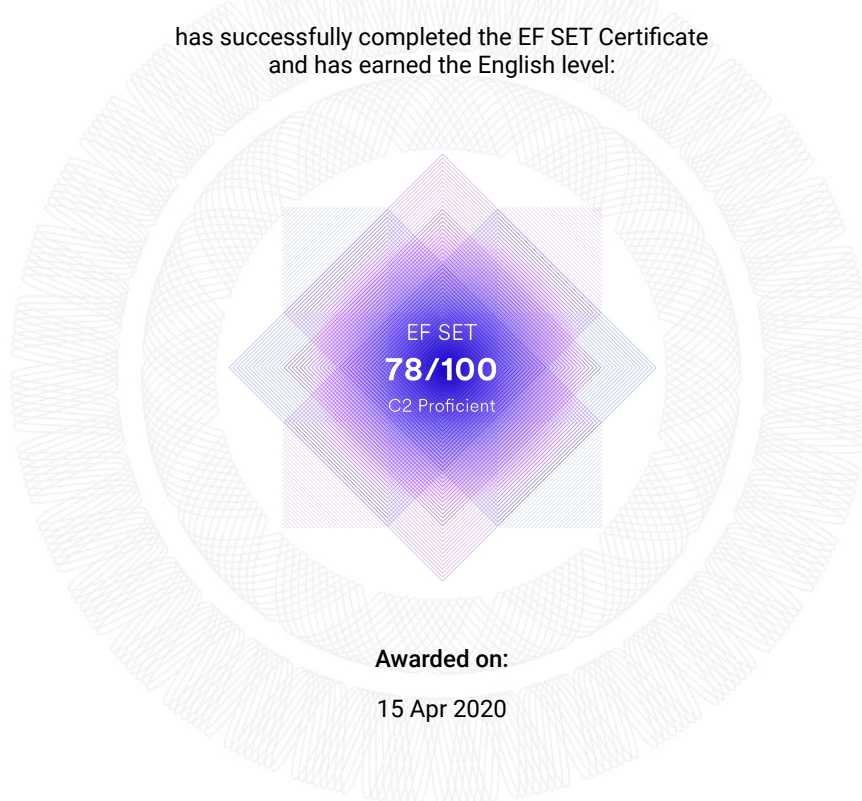 has successfully completed the EF SET Certificate
and has earned the English level:
EF SET
78/100
C2 Proficient
Awarded on:
15 Apr 2020